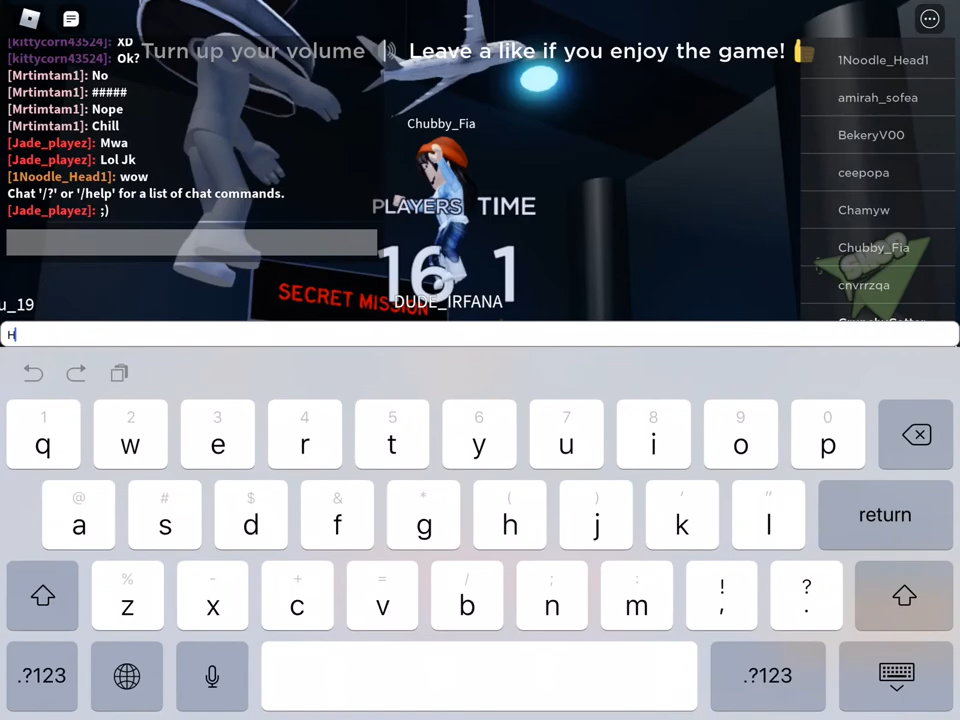 [kittycorn43524]: XD
[kittycorn43524]: Ok?
[Mrtimtam1]: No
[Mrtimtam1]: #####
[Mrtimtam1]: Nope
[Mrtimtam1]: Chill
[Jade_playez]: Mwa
[Jade_playez]: Lol Jk
[1Noodle_Head1]: wow
Chat '/?' or '/help' for a list of chat commands.
[Jade_playez]: ;)
Turn up your volume Leave a like if you enjoy the game!
Chubby_Fia
PLAYERS TIME
16 1
SECRET MISSION
DUDE_IRFANA
u_19
1Noodle_Head1
amirah_sofea
BekeryV00
ceepopa
Chamyw
Chubby_Fia
cnvrrzqa
H
1 2 3 4 5 6 7 8 9 0
q w e r t y u i o p
@ # $ & * ( ) ' "
a s d f g h j k l return
% - + = / ; : ! ?
z x c v b n m , .
.?123 .?123